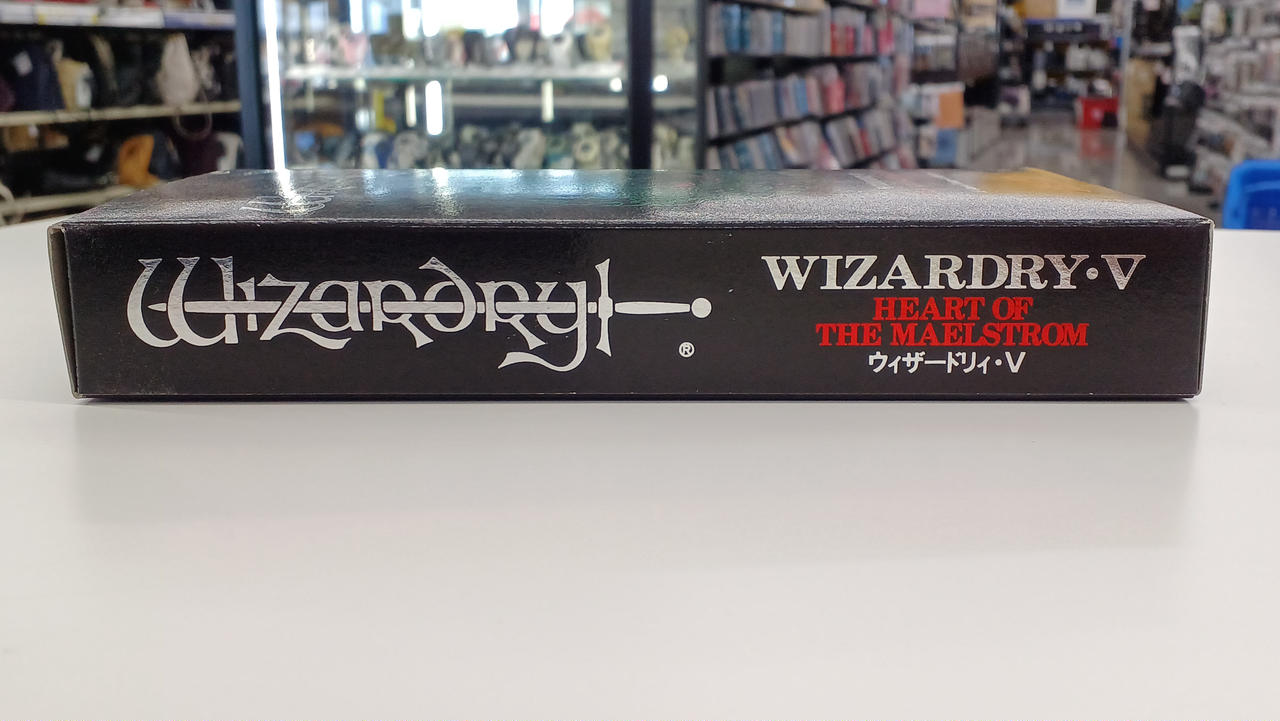 Wizardry
®
WIZARDRY・V
HEART OF
THE MAELSTROM
ウィザードリィ・V